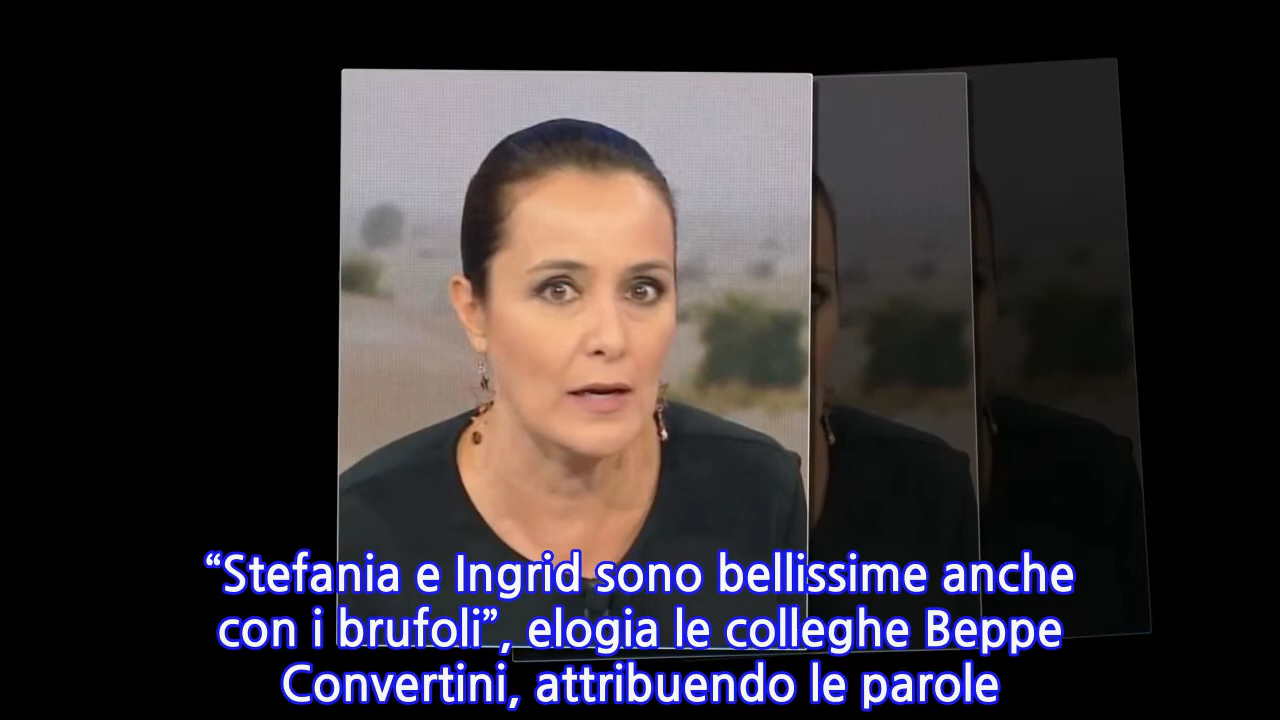 “Stefania e Ingrid sono bellissime anche
con i brufoli”, elogia le colleghe Beppe
Convertini, attribuendo le parole